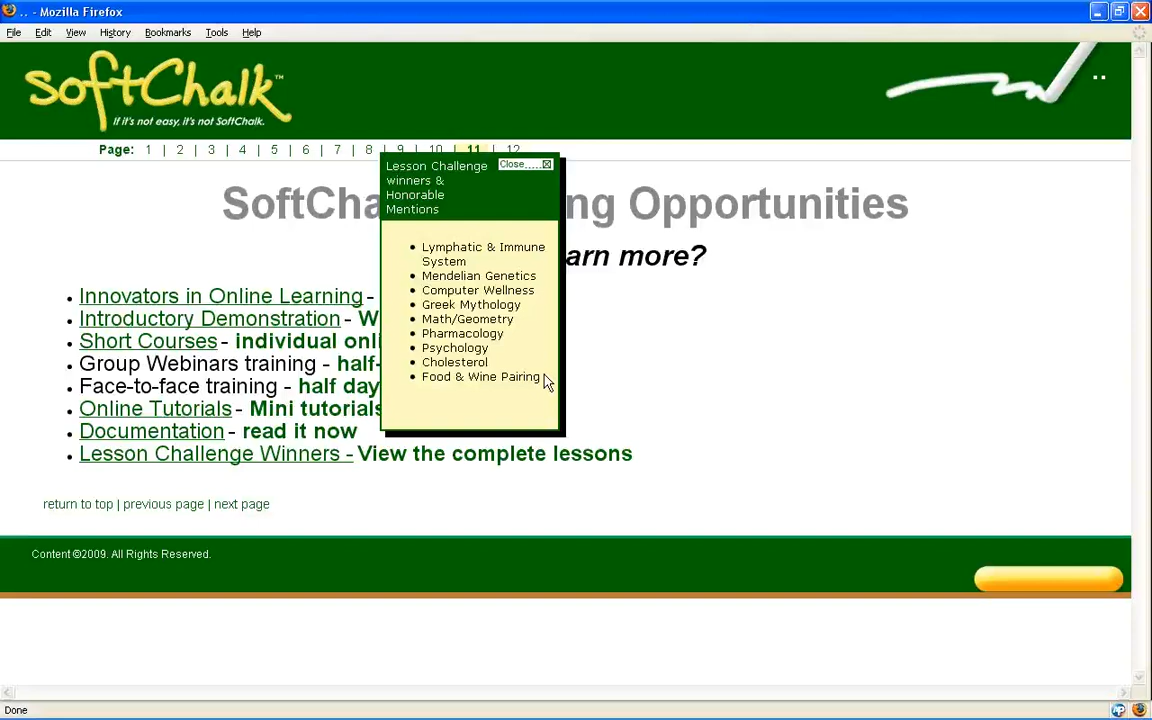 .. - Mozilla Firefox
File Edit View History Bookmarks Tools Help
softChalk™
If it's not easy, it's not SoftChalk.
..
Page: 1 | 2 | 3 | 4 | 5 | 6 | 7 | 8 | 9 | 10 | 11 | 12
Lesson Challenge winners & Honorable Mentions
Close.....
SoftCha ng Opportunities
arn more?
• Lymphatic & Immune System
• Mendelian Genetics
• Computer Wellness
• Greek Mythology
• Math/Geometry
• Pharmacology
• Psychology
• Cholesterol
• Food & Wine Pairing
• Innovators in Online Learning -
• Introductory Demonstration - W
• Short Courses - individual onli
• Group Webinars training - half-
• Face-to-face training - half day
• Online Tutorials - Mini tutorials
• Documentation - read it now
• Lesson Challenge Winners - View the complete lessons
return to top | previous page | next page
Content ©2009. All Rights Reserved.
Done